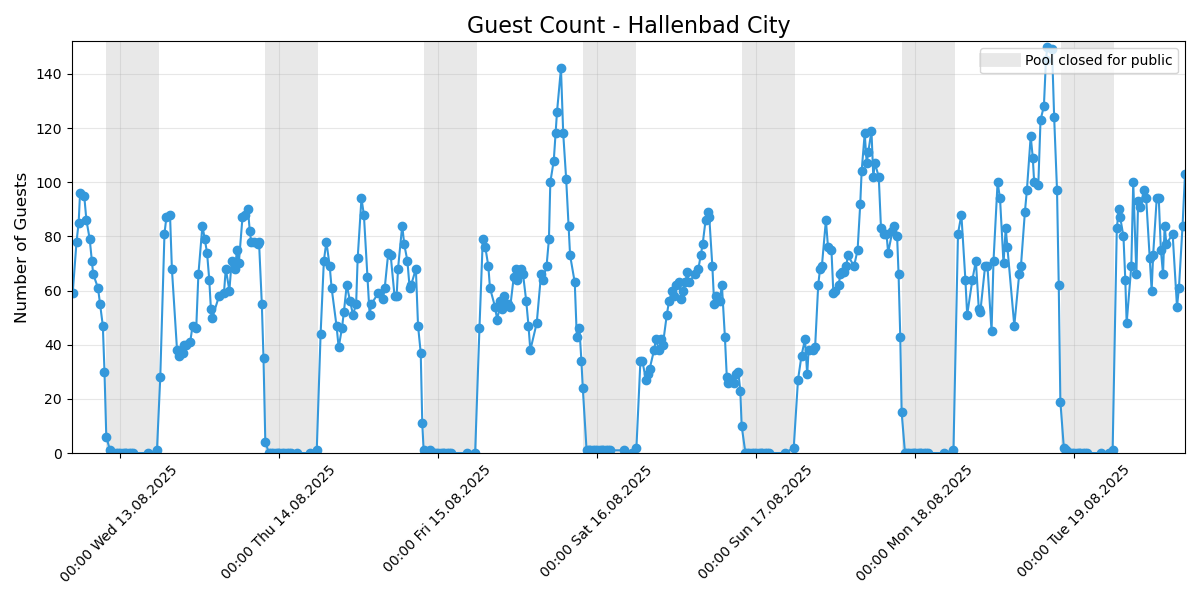 Guest Count - Hallenbad City
Pool closed for public
Number of Guests
140
120
100
80
60
40
20
0
00:00 Wed 13.08.2025
00:00 Thu 14.08.2025
00:00 Fri 15.08.2025
00:00 Sat 16.08.2025
00:00 Sun 17.08.2025
00:00 Mon 18.08.2025
00:00 Tue 19.08.2025